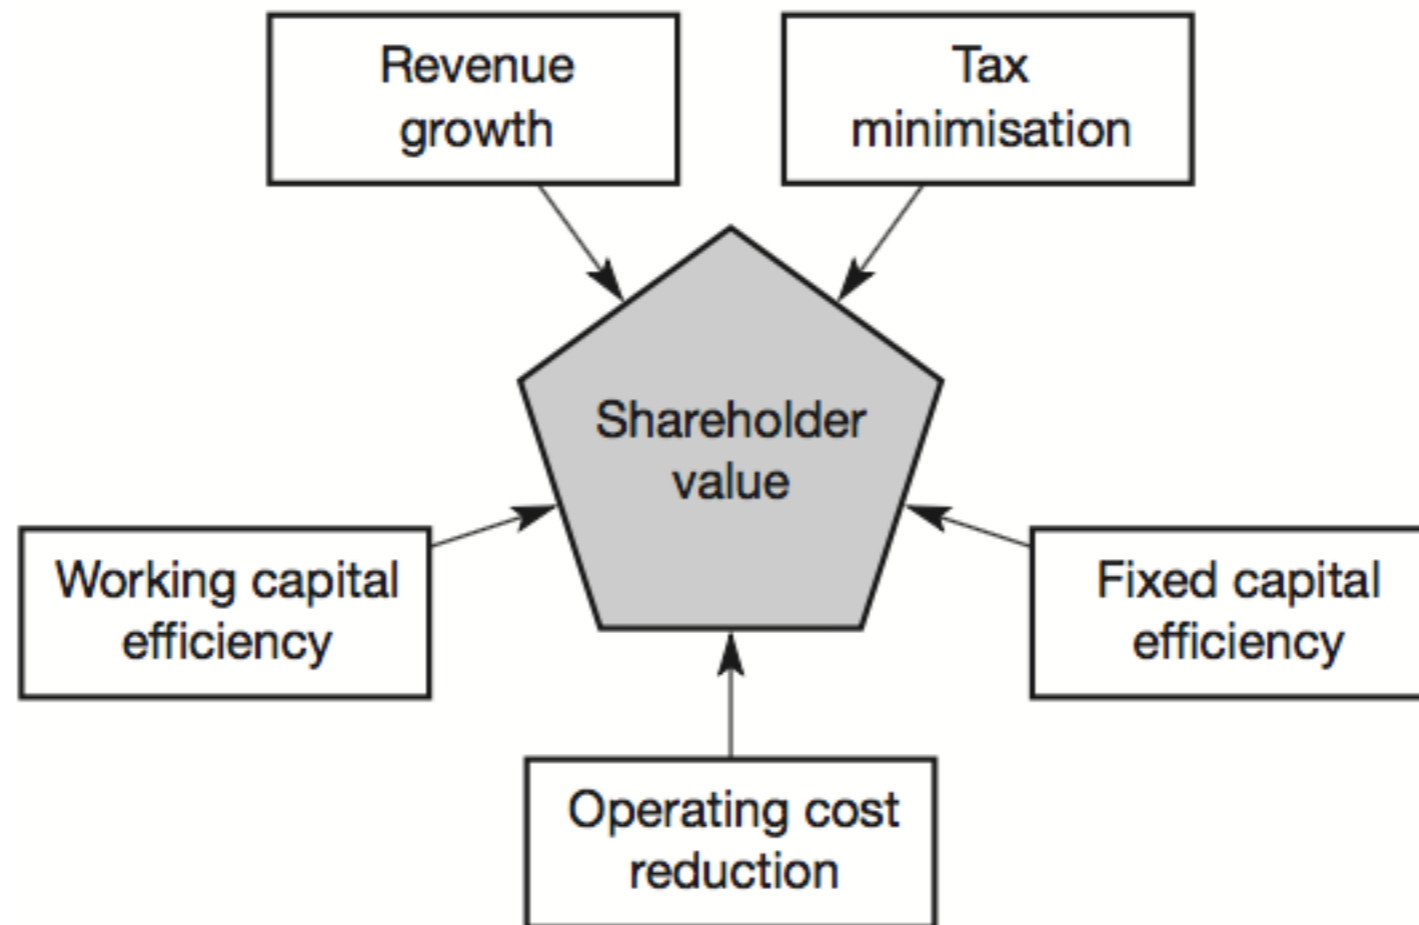 Revenue
growth
Tax
minimisation
Shareholder
value
Working capital
efficiency
Fixed capital
efficiency
Operating cost
reduction